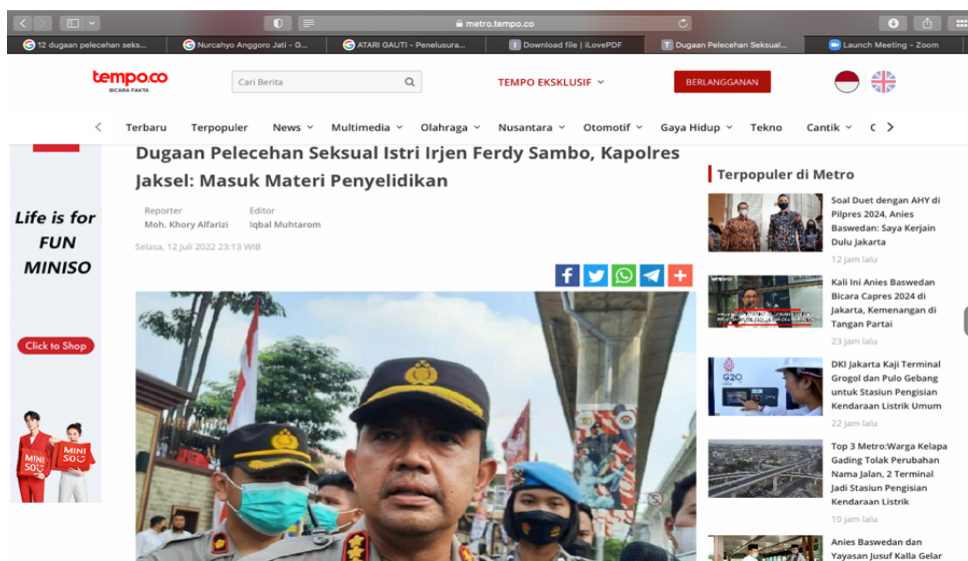 metro.tempo.co
12 dugaan pelecehan seks...
Nurcahyo Anggoro Jati - G...
ATARI GAUTI - Penelusura...
Download file | iLovePDF
Dugaan Pelecehan Seksual...
Launch Meeting - Zoom
tempo.co
BICARA FAKTA
Cari Berita
TEMPO EKSKLUSIF
BERLANGGANAN
Terbaru
Terpopuler
News
Multimedia
Olahraga
Nusantara
Otomotif
Gaya Hidup
Tekno
Cantik
Life is for
FUN
MINISO
Click to Shop
MINI
SO
MINI
SO
Dugaan Pelecehan Seksual Istri Irjen Ferdy Sambo, Kapolres
Jaksel: Masuk Materi Penyelidikan
Reporter
Moh. Khory Alfarizi
Editor
Iqbal Muhtarom
Selasa, 12 Juli 2022 23:13 WIB
Terpopuler di Metro
Soal Duet dengan AHY di
Pilpres 2024, Anies
Baswedan: Saya Kerjain
Dulu Jakarta
12 jam lalu
Kali Ini Anies Baswedan
Bicara Capres 2024 di
Jakarta, Kemenangan di
Tangan Partai
23 jam lalu
G20
DKI Jakarta Kaji Terminal
Grogol dan Pulo Gebang
untuk Stasiun Pengisian
Kendaraan Listrik Umum
22 jam lalu
Top 3 Metro:Warga Kelapa
Gading Tolak Perubahan
Nama Jalan, 2 Terminal
Jadi Stasiun Pengisian
Kendaraan Listrik
10 jam lalu
Anies Baswedan dan
Yayasan Jusuf Kalla Gelar